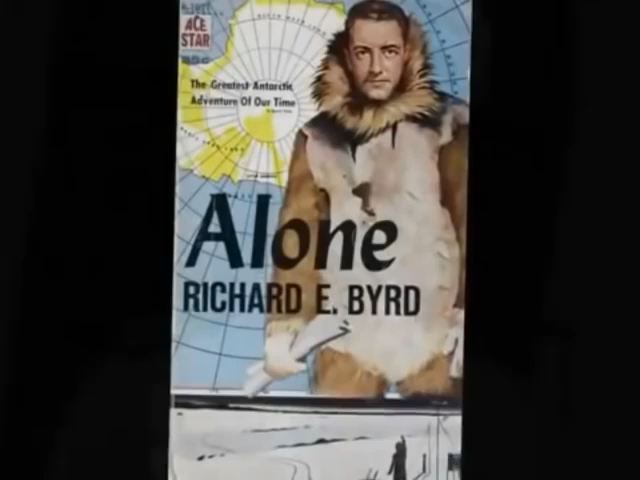 ACE
STAR
The Greatest Antarctic
Adventure Of Our Time
Alone
RICHARD E. BYRD